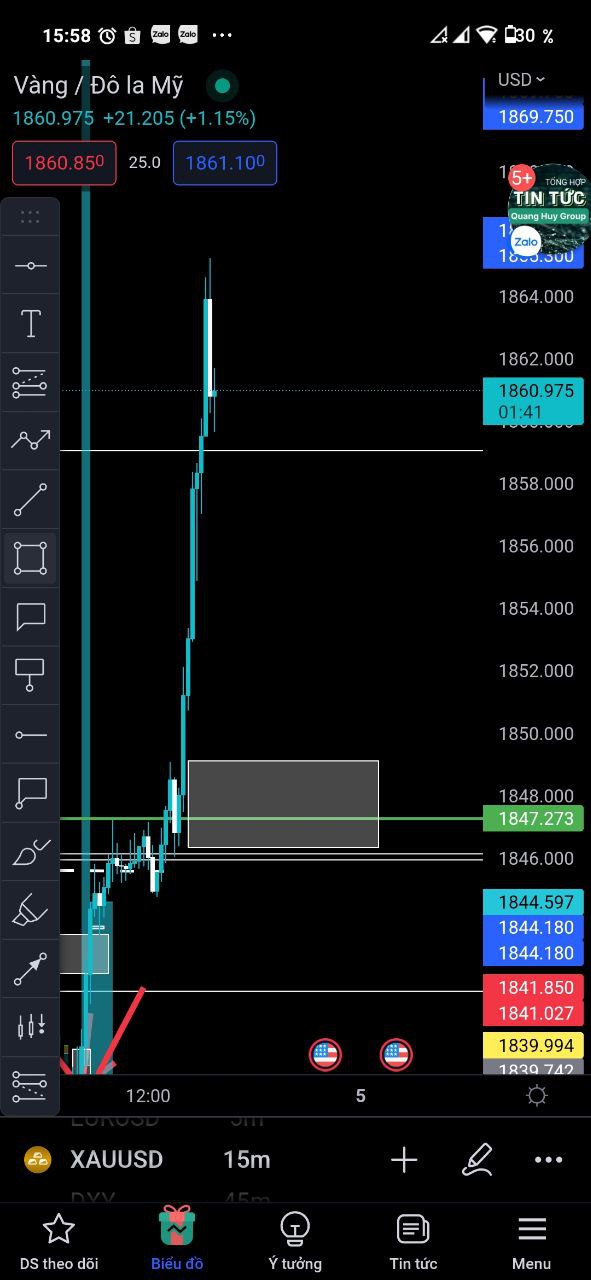 15:58 30 %
Vàng / Đô la Mỹ
USD
1860.975 +21.205 (+1.15%)
1869.750
1860.850 25.0 1861.100
5+
TỔNG HỢP
TIN TỨC
Quang Huy Group
Zalo
1864.000
1862.000
1860.975
01:41
1858.000
1856.000
1854.000
1852.000
1850.000
1848.000
1847.273
1846.000
1844.597
1844.180
1844.180
1841.850
1841.027
1839.994
1839.742
12:00 5
EURUSD 5m
XAUUSD 15m
DXY 45m
DS theo dõi Biểu đồ Ý tưởng Tin tức Menu